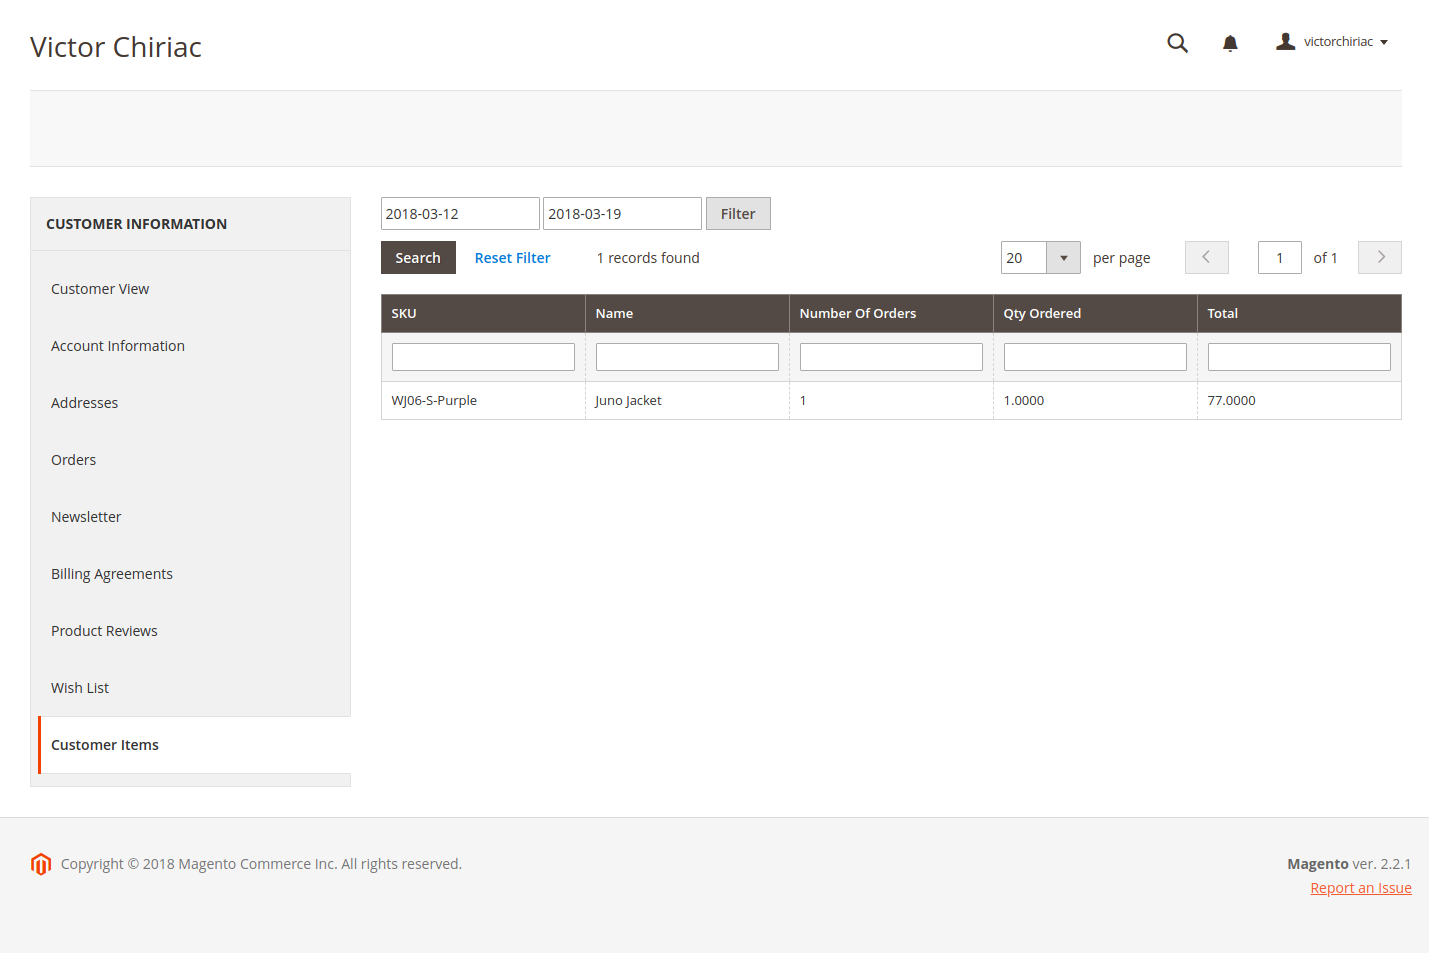 Victor Chiriac
victorchiriac
CUSTOMER INFORMATION
Customer View
Account Information
Addresses
Orders
Newsletter
Billing Agreements
Product Reviews
Wish List
Customer Items
2018-03-12 2018-03-19 Filter
Search Reset Filter 1 records found 20 per page 1 of 1
SKU Name Number Of Orders Qty Ordered Total
WJ06-S-Purple Juno Jacket 1 1.0000 77.0000
Copyright © 2018 Magento Commerce Inc. All rights reserved.
Magento ver. 2.2.1
Report an Issue